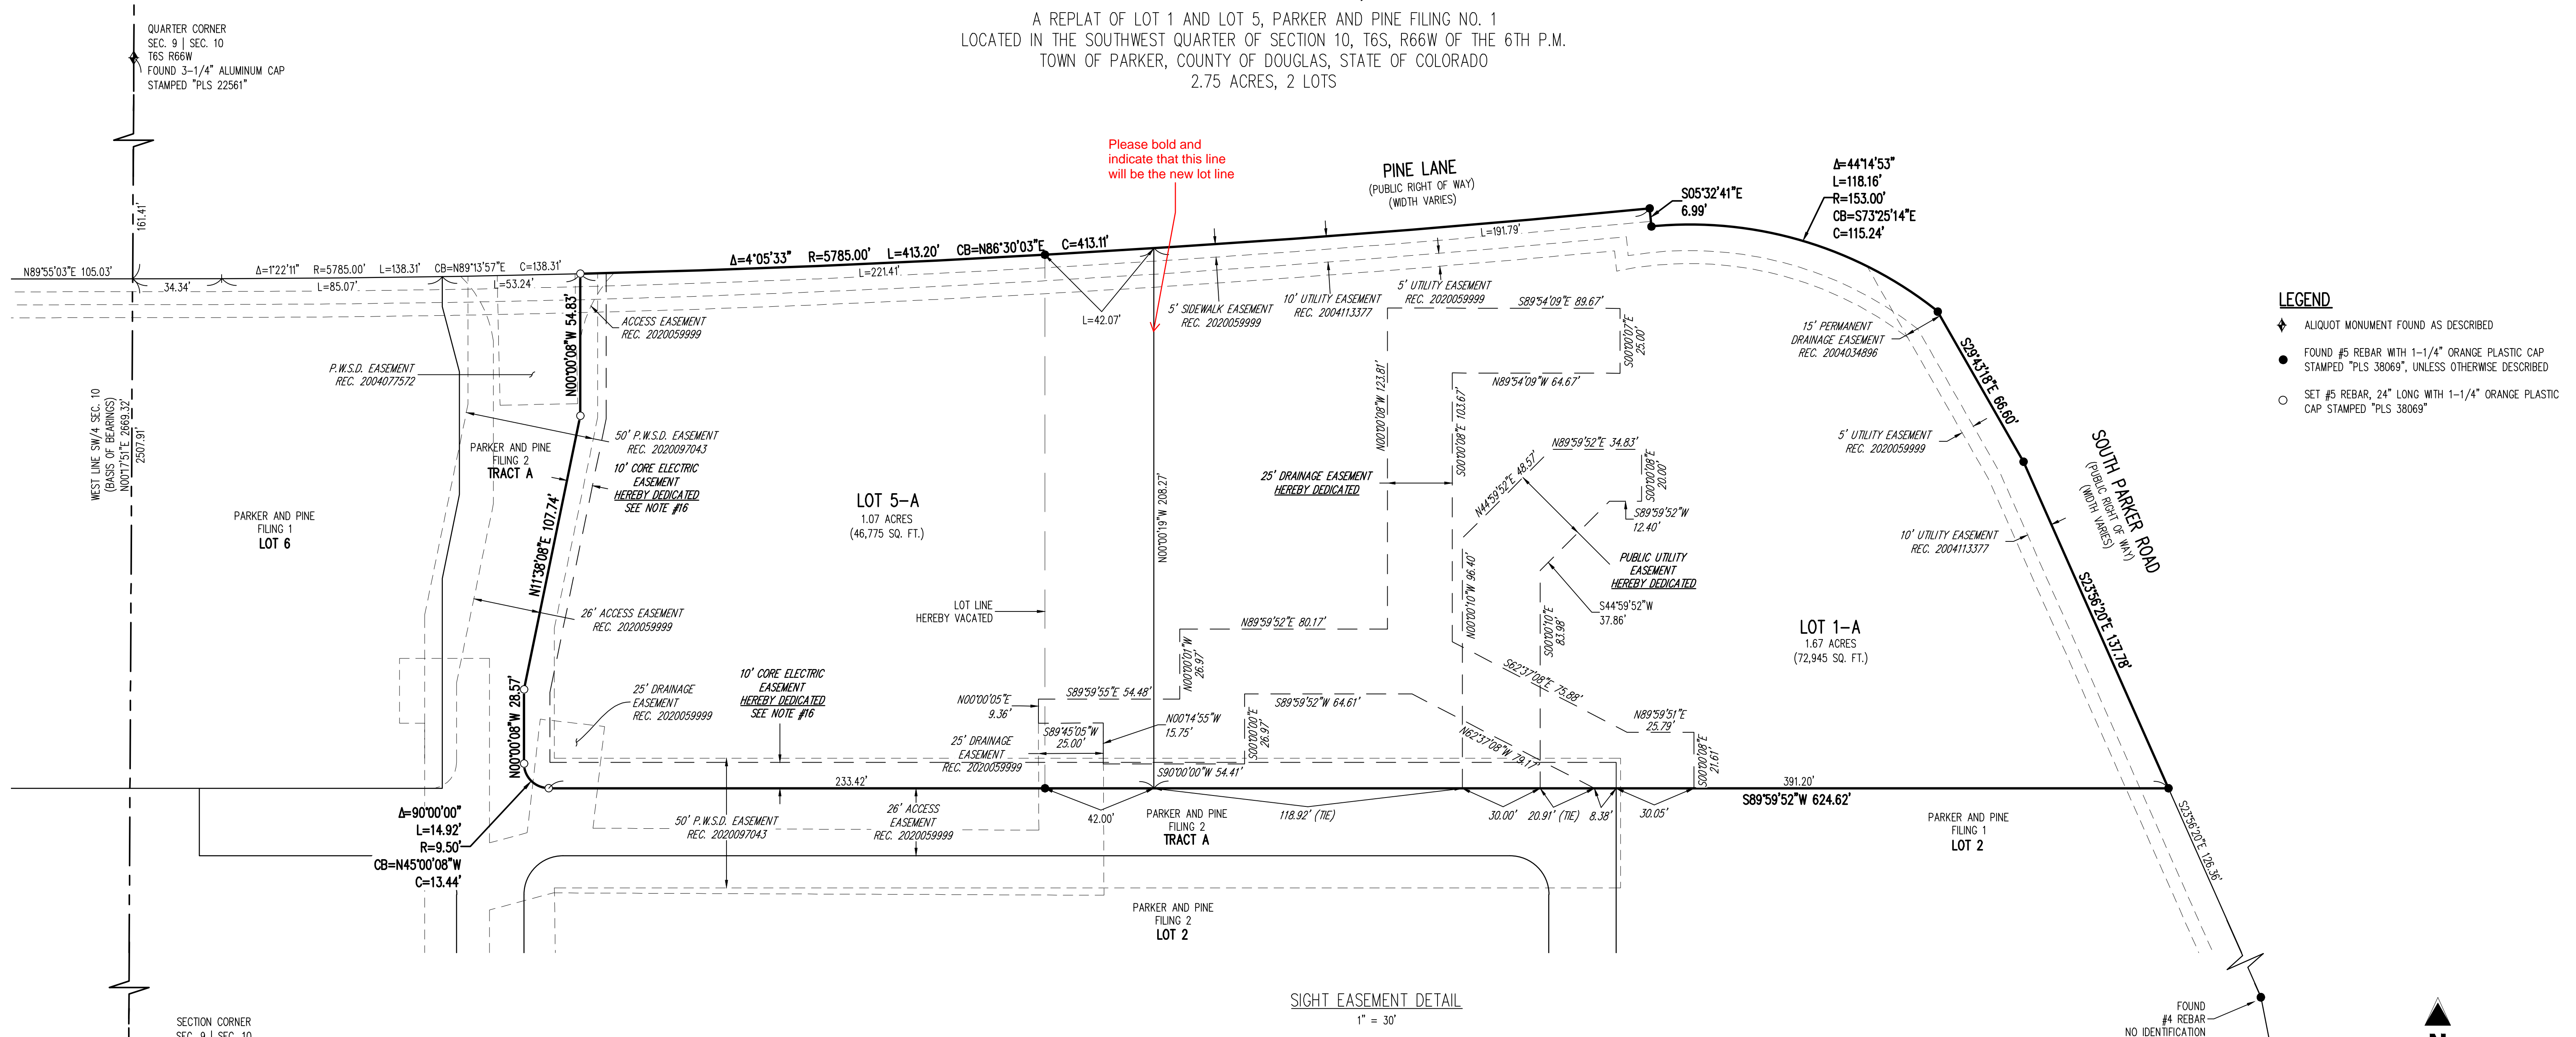 A REPLAT OF LOT 1 AND LOT 5, PARKER AND PINE FILING NO. 1
LOCATED IN THE SOUTHWEST QUARTER OF SECTION 10, T6S, R66W OF THE 6TH P.M.
TOWN OF PARKER, COUNTY OF DOUGLAS, STATE OF COLORADO
2.75 ACRES, 2 LOTS
QUARTER CORNER
SEC. 9 | SEC. 10
T6S R66W
FOUND 3-1/4" ALUMINUM CAP
STAMPED "PLS 22561"
161.41'
Please bold and
indicate that this line
will be the new lot line
PINE LANE
(PUBLIC RIGHT OF WAY)
(WIDTH VARIES)
S05°32'41"E
6.99'
Δ=44°14'53"
L=118.16'
R=153.00'
CB=S73°25'14"E
C=115.24'
N89°55'03"E 105.03'
34.34'
Δ=1°22'11" R=5785.00' L=138.31' CB=N89°13'57"E C=138.31'
L=85.07'
L=53.24'
Δ=4°05'33" R=5785.00' L=413.20' CB=N86°30'03"E C=413.11'
L=221.41'
L=191.79'
L=42.07'
5' SIDEWALK EASEMENT
REC. 2020059999
10' UTILITY EASEMENT
REC. 2004113377
5' UTILITY EASEMENT
REC. 2020059999
S89°54'09"E 89.67'
S00°00'07"E
25.00'
N89°54'09"W 64.67'
15' PERMANENT
DRAINAGE EASEMENT
REC. 2004034896
LEGEND
ALIQUOT MONUMENT FOUND AS DESCRIBED
FOUND #5 REBAR WITH 1-1/4" ORANGE PLASTIC CAP
STAMPED "PLS 38069", UNLESS OTHERWISE DESCRIBED
SET #5 REBAR, 24" LONG WITH 1-1/4" ORANGE PLASTIC
CAP STAMPED "PLS 38069"
N00°00'08"W 54.83'
ACCESS EASEMENT
REC. 2020059999
P.W.S.D. EASEMENT
REC. 2004077572
WEST LINE SW/4 SEC. 10
(BASIS OF BEARINGS)
N00°17'51"E 2669.32'
2507.91'
50' P.W.S.D. EASEMENT
REC. 2020097043
PARKER AND PINE
FILING 2
TRACT A
10' CORE ELECTRIC
EASEMENT
HEREBY DEDICATED
SEE NOTE #16
PARKER AND PINE
FILING 1
LOT 6
N11°38'08"E 107.74'
26' ACCESS EASEMENT
REC. 2020059999
LOT 5-A
1.07 ACRES
(46,775 SQ. FT.)
LOT LINE
HEREBY VACATED
N00°00'19"W 208.27'
25' DRAINAGE EASEMENT
HEREBY DEDICATED
N00°00'08"W 123.81'
S00°00'08"E 103.67'
N89°59'52"E 34.83'
N44°59'52"E 48.57'
S00°00'08"E
20.00'
S89°59'52"W
12.40'
PUBLIC UTILITY
EASEMENT
HEREBY DEDICATED
S44°59'52"W
37.86'
N00°00'10"W 96.40'
S00°00'10"E
83.98'
5' UTILITY EASEMENT
REC. 2020059999
10' UTILITY EASEMENT
REC. 2004113377
S29°43'18"E 66.60'
SOUTH PARKER ROAD
(PUBLIC RIGHT OF WAY)
(WIDTH VARIES)
S23°56'20"E 137.78'
LOT 1-A
1.67 ACRES
(72,945 SQ. FT.)
N89°59'52"E 80.17'
N00°00'01"W
26.97'
S89°59'55"E 54.48'
N00°00'05"E
9.36'
S89°45'05"W
25.00'
N00°14'55"W
15.75'
S89°59'52"W 64.61'
S00°00'00"E
26.97'
S62°37'08"E 75.88'
N62°37'08"W 79.17'
N89°59'51"E
25.79'
S00°00'08"E
21.61'
N00°00'08"W 28.57'
25' DRAINAGE
EASEMENT
REC. 2020059999
10' CORE ELECTRIC
EASEMENT
HEREBY DEDICATED
SEE NOTE #16
25' DRAINAGE
EASEMENT
REC. 2020059999
S90°00'00"W 54.41'
233.42'
391.20'
S89°59'52"W 624.62'
Δ=90°00'00"
L=14.92'
R=9.50'
CB=N45°00'08"W
C=13.44'
50' P.W.S.D. EASEMENT
REC. 2020097043
26' ACCESS
EASEMENT
REC. 2020059999
42.00'
PARKER AND PINE
FILING 2
TRACT A
118.92' (TIE)
30.00'
20.91' (TIE)
8.38'
30.05'
PARKER AND PINE
FILING 1
LOT 2
S23°56'20"E 126.36'
PARKER AND PINE
FILING 2
LOT 2
SIGHT EASEMENT DETAIL
1" = 30'
SECTION CORNER
SEC. 9 | SEC. 10
FOUND
#4 REBAR
NO IDENTIFICATION